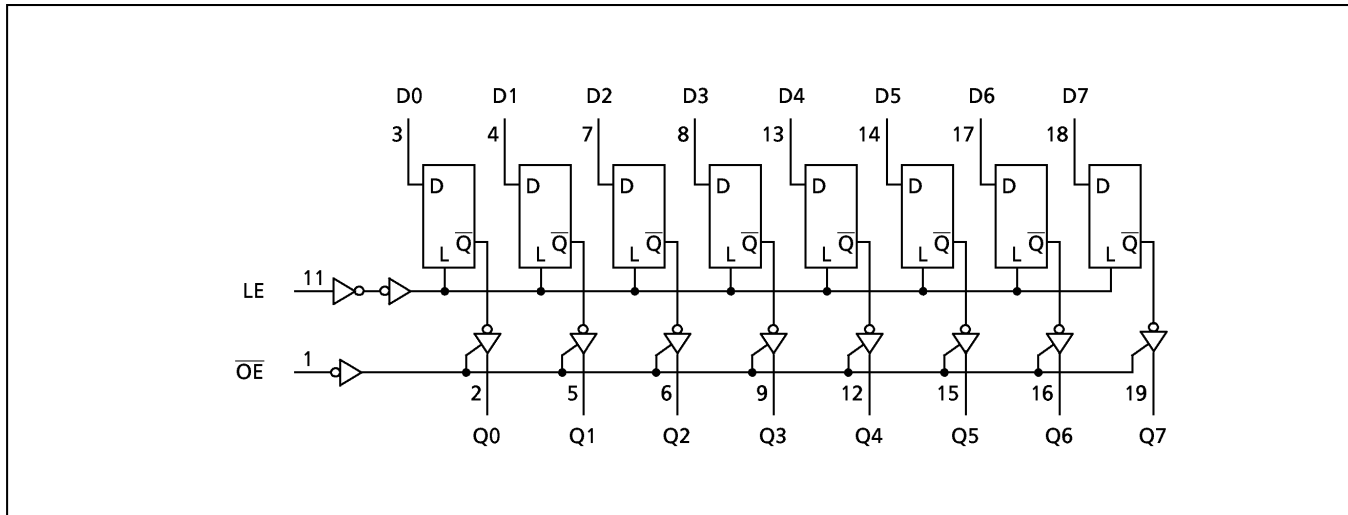 D0 D1 D2 D3 D4 D5 D6 D7
3 4 7 8 13 14 17 18
D D D D D D D D
Q̅ Q̅ Q̅ Q̅ Q̅ Q̅ Q̅ Q̅
L L L L L L L L
LE 11
O̅E̅ 1
2 5 6 9 12 15 16 19
Q0 Q1 Q2 Q3 Q4 Q5 Q6 Q7